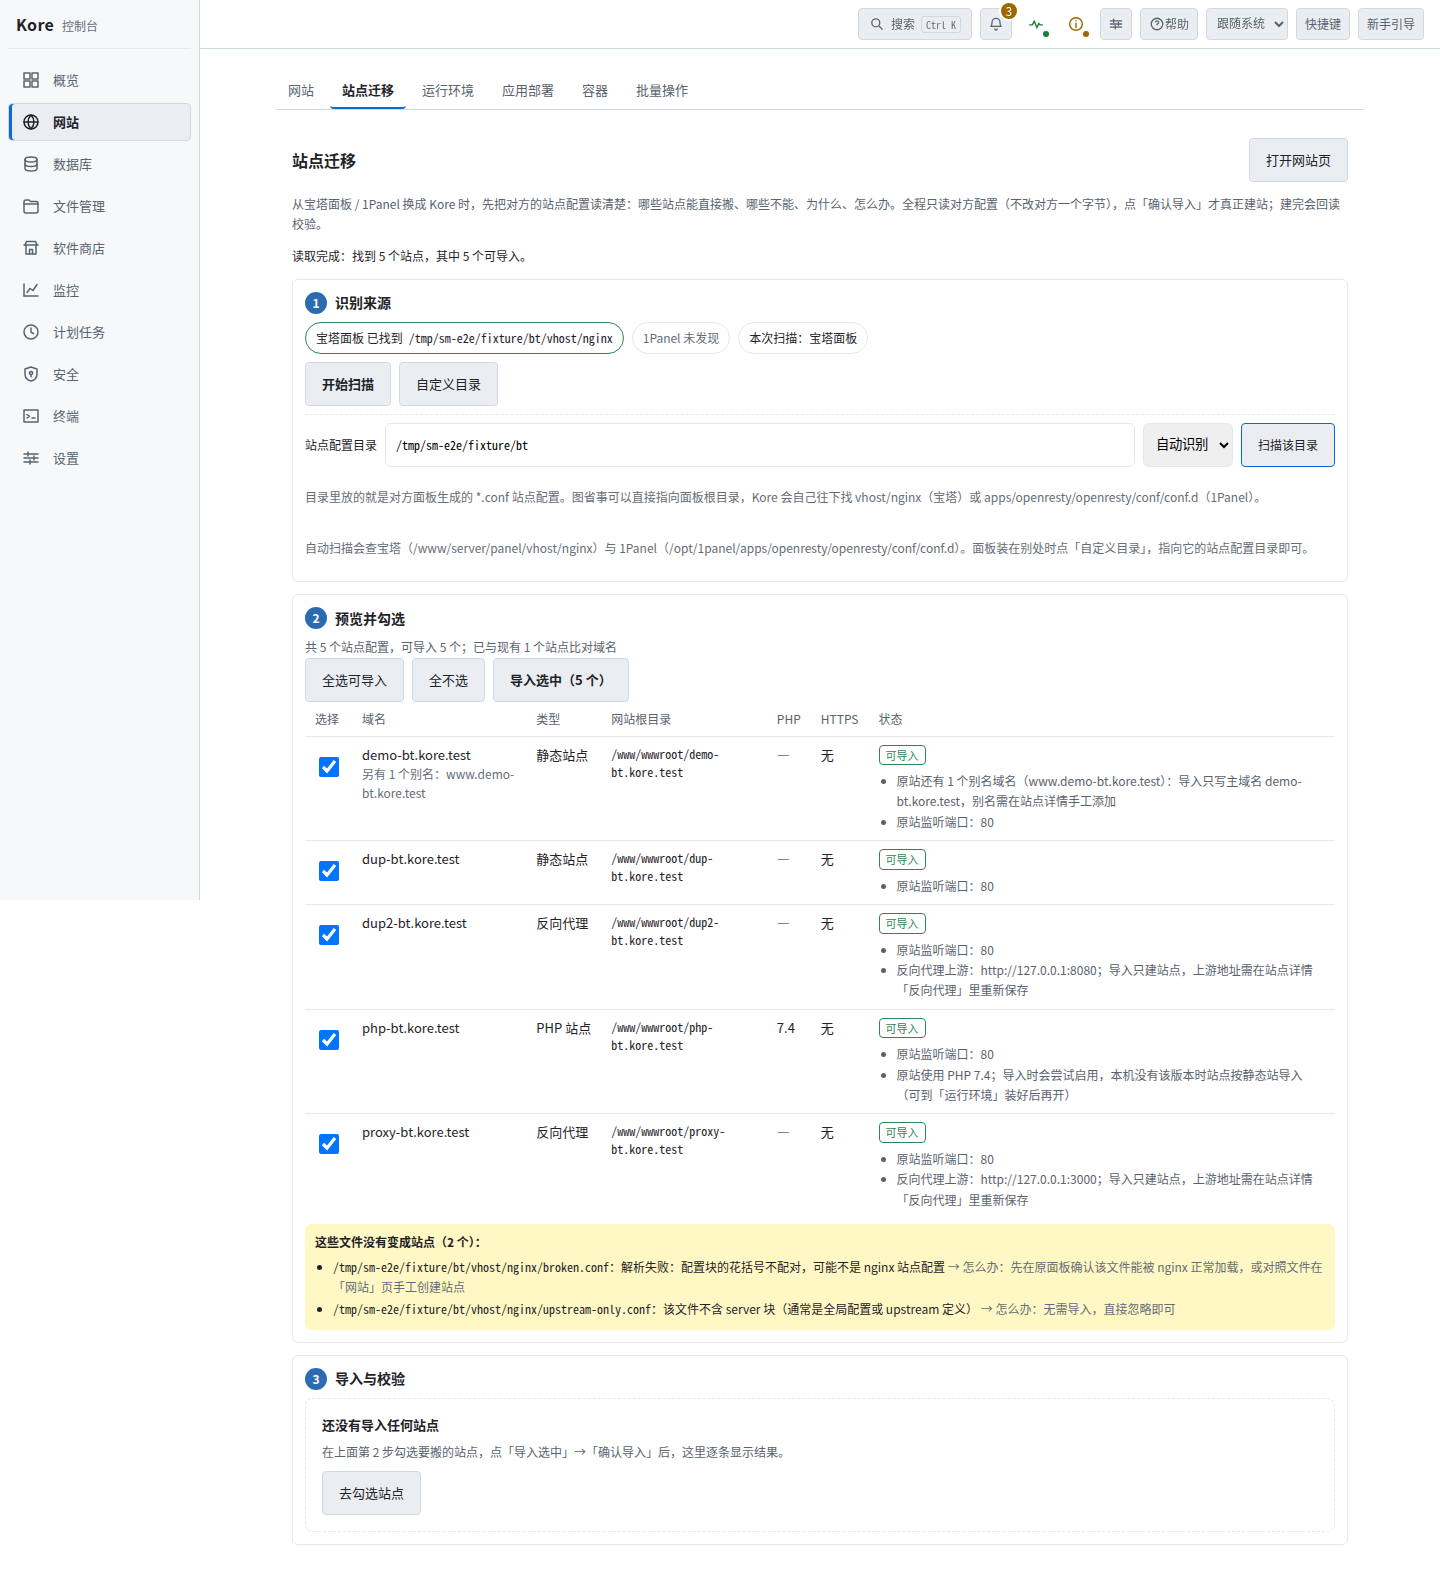 Kore 控制台
搜索 Ctrl K
3
帮助
跟随系统
快捷键
新手引导
概览
网站
数据库
文件管理
软件商店
监控
计划任务
安全
终端
设置
网站 站点迁移 运行环境 应用部署 容器 批量操作
站点迁移
打开网站页
从宝塔面板 / 1Panel 换成 Kore 时，先把对方的站点配置读清楚：哪些站点能直接搬、哪些不能、为什么、怎么办。全程只读对方配置（不改对方一个字节），点「确认导入」才真正建站；建完会回读
校验。
读取完成：找到 5 个站点，其中 5 个可导入。
1 识别来源
宝塔面板 已找到 /tmp/sm-e2e/fixture/bt/vhost/nginx
1Panel 未发现
本次扫描：宝塔面板
开始扫描
自定义目录
站点配置目录 /tmp/sm-e2e/fixture/bt 自动识别 扫描该目录
目录里放的就是对方面板生成的 *.conf 站点配置。图省事可以直接指向面板根目录，Kore 会自己往下找 vhost/nginx（宝塔）或 apps/openresty/openresty/conf/conf.d（1Panel）。
自动扫描会查宝塔（/www/server/panel/vhost/nginx）与 1Panel（/opt/1panel/apps/openresty/openresty/conf/conf.d）。面板装在别处时点「自定义目录」，指向它的站点配置目录即可。
2 预览并勾选
共 5 个站点配置，可导入 5 个；已与现有 1 个站点比对域名
全选可导入
全不选
导入选中（5 个）
选择 域名 类型 网站根目录 PHP HTTPS 状态
demo-bt.kore.test 静态站点 /www/wwwroot/demo- — 无 可导入
另有 1 个别名：www.demo- bt.kore.test
bt.kore.test
原站还有 1 个别名域名（www.demo-bt.kore.test）：导入只写主域名 demo-
bt.kore.test，别名需在站点详情手工添加
原站监听端口：80
dup-bt.kore.test 静态站点 /www/wwwroot/dup- — 无 可导入
bt.kore.test
原站监听端口：80
dup2-bt.kore.test 反向代理 /www/wwwroot/dup2- — 无 可导入
bt.kore.test
原站监听端口：80
反向代理上游：http://127.0.0.1:8080；导入只建站点，上游地址需在站点详情
「反向代理」里重新保存
php-bt.kore.test PHP 站点 /www/wwwroot/php- 7.4 无 可导入
bt.kore.test
原站监听端口：80
原站使用 PHP 7.4；导入时会尝试启用，本机没有该版本时站点按静态站导入
（可到「运行环境」装好后再开）
proxy-bt.kore.test 反向代理 /www/wwwroot/proxy- — 无 可导入
bt.kore.test
原站监听端口：80
反向代理上游：http://127.0.0.1:3000；导入只建站点，上游地址需在站点详情
「反向代理」里重新保存
这些文件没有变成站点（2 个）：
/tmp/sm-e2e/fixture/bt/vhost/nginx/broken.conf：解析失败：配置块的花括号不配对，可能不是 nginx 站点配置 → 怎么办：先在原面板确认该文件能被 nginx 正常加载，或对照文件在
「网站」页手工创建站点
/tmp/sm-e2e/fixture/bt/vhost/nginx/upstream-only.conf：该文件不含 server 块（通常是全局配置或 upstream 定义） → 怎么办：无需导入，直接忽略即可
3 导入与校验
还没有导入任何站点
在上面第 2 步勾选要搬的站点，点「导入选中」→「确认导入」后，这里逐条显示结果。
去勾选站点